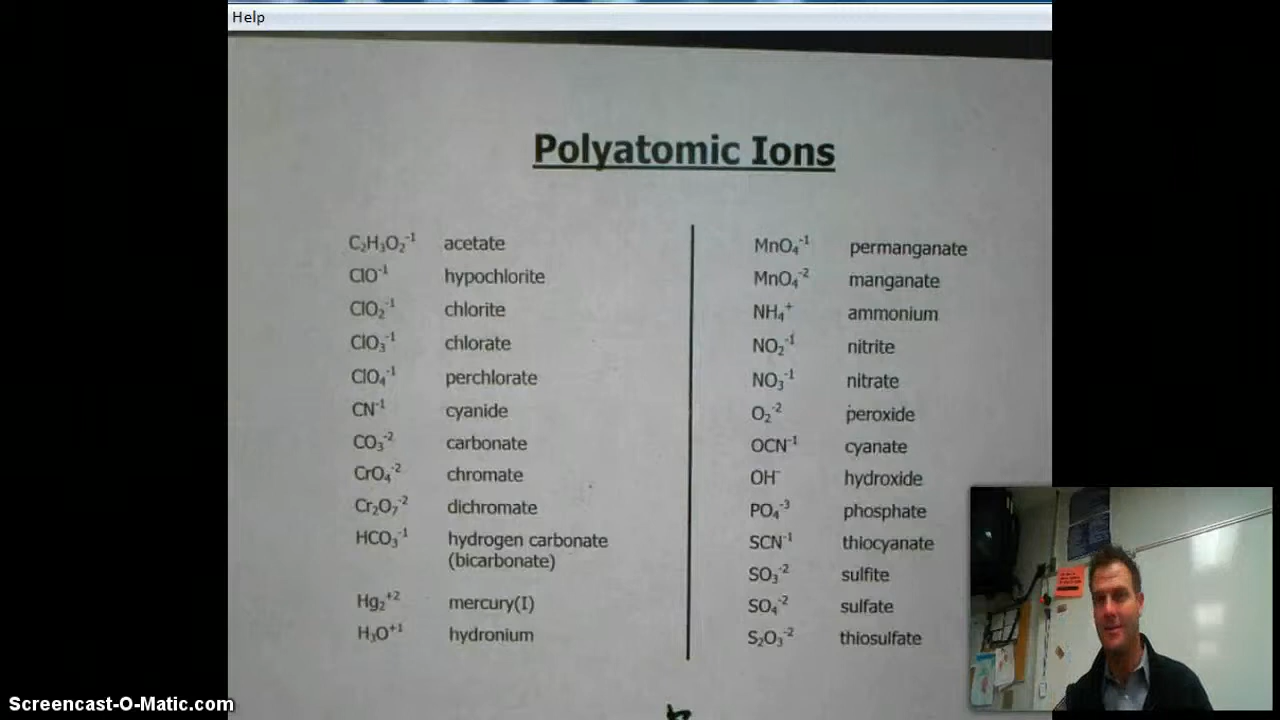 Help
Polyatomic Ions
C₂H₃O₂⁻¹ acetate
ClO⁻¹ hypochlorite
ClO₂⁻¹ chlorite
ClO₃⁻¹ chlorate
ClO₄⁻¹ perchlorate
CN⁻¹ cyanide
CO₃⁻² carbonate
CrO₄⁻² chromate
Cr₂O₇⁻² dichromate
HCO₃⁻¹ hydrogen carbonate
(bicarbonate)
Hg₂⁺² mercury(I)
H₃O⁺¹ hydronium
MnO₄⁻¹ permanganate
MnO₄⁻² manganate
NH₄⁺ ammonium
NO₂⁻¹ nitrite
NO₃⁻¹ nitrate
O₂⁻² peroxide
OCN⁻¹ cyanate
OH⁻ hydroxide
PO₄⁻³ phosphate
SCN⁻¹ thiocyanate
SO₃⁻² sulfite
SO₄⁻² sulfate
S₂O₃⁻² thiosulfate
Screencast-O-Matic.com